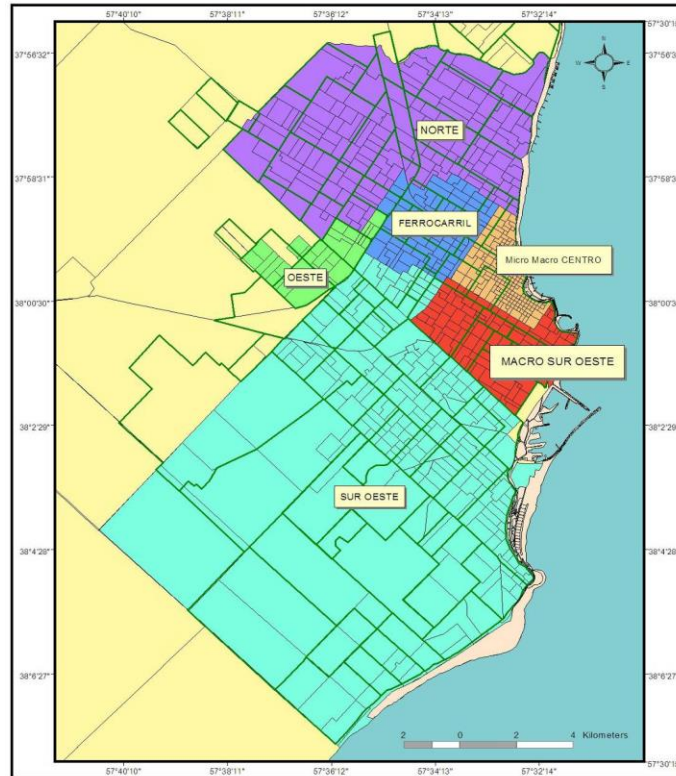 57°40'10" 57°38'11" 57°36'12" 57°34'13" 57°32'14" 57°30'15
37°56'32" 37°56'32
N
W E
S
NORTE
37°58'31" 37°58'3
FERROCARRIL
Micro Macro CENTRO
OESTE
38°00'30" 38°00'30
MACRO SUR OESTE
38°2'29" 38°2'29
SUR OESTE
38°4'28" 38°4'28"
38°6'27" 38°6'27"
2 0 2 4 Kilometers
57°40'10" 57°38'11" 57°36'12" 57°34'13" 57°32'14" 57°30'15